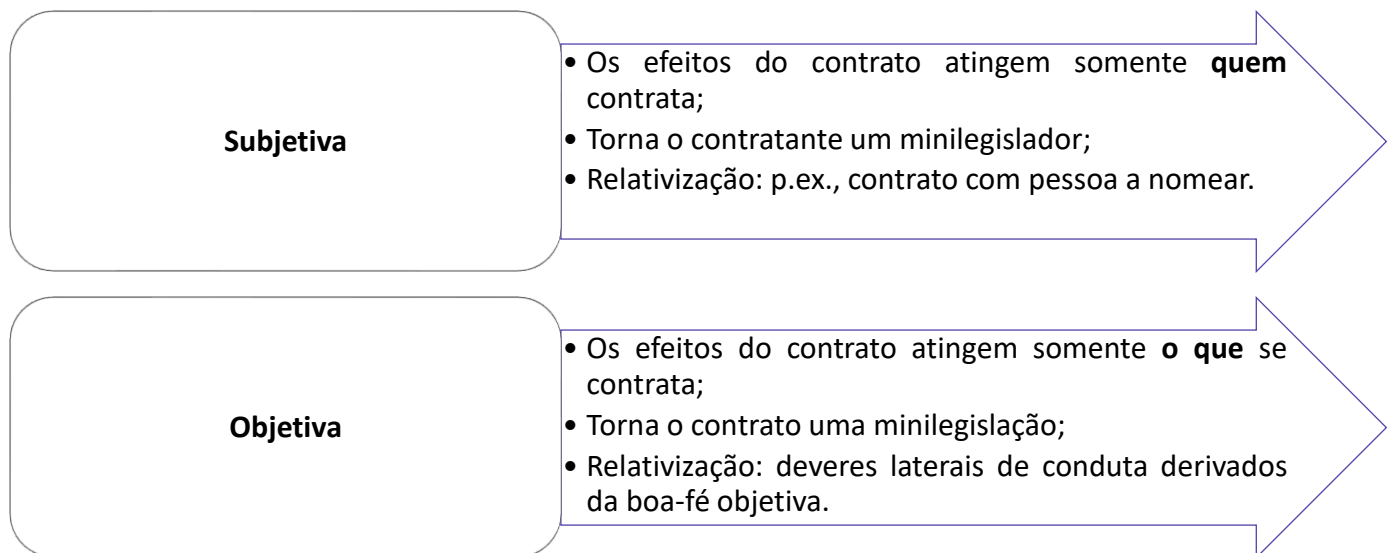 Subjetiva
• Os efeitos do contrato atingem somente quem
contrata;
• Torna o contratante um minilegislador;
• Relativização: p.ex., contrato com pessoa a nomear.
Objetiva
• Os efeitos do contrato atingem somente o que se
contrata;
• Torna o contrato uma minilegislação;
• Relativização: deveres laterais de conduta derivados
da boa-fé objetiva.